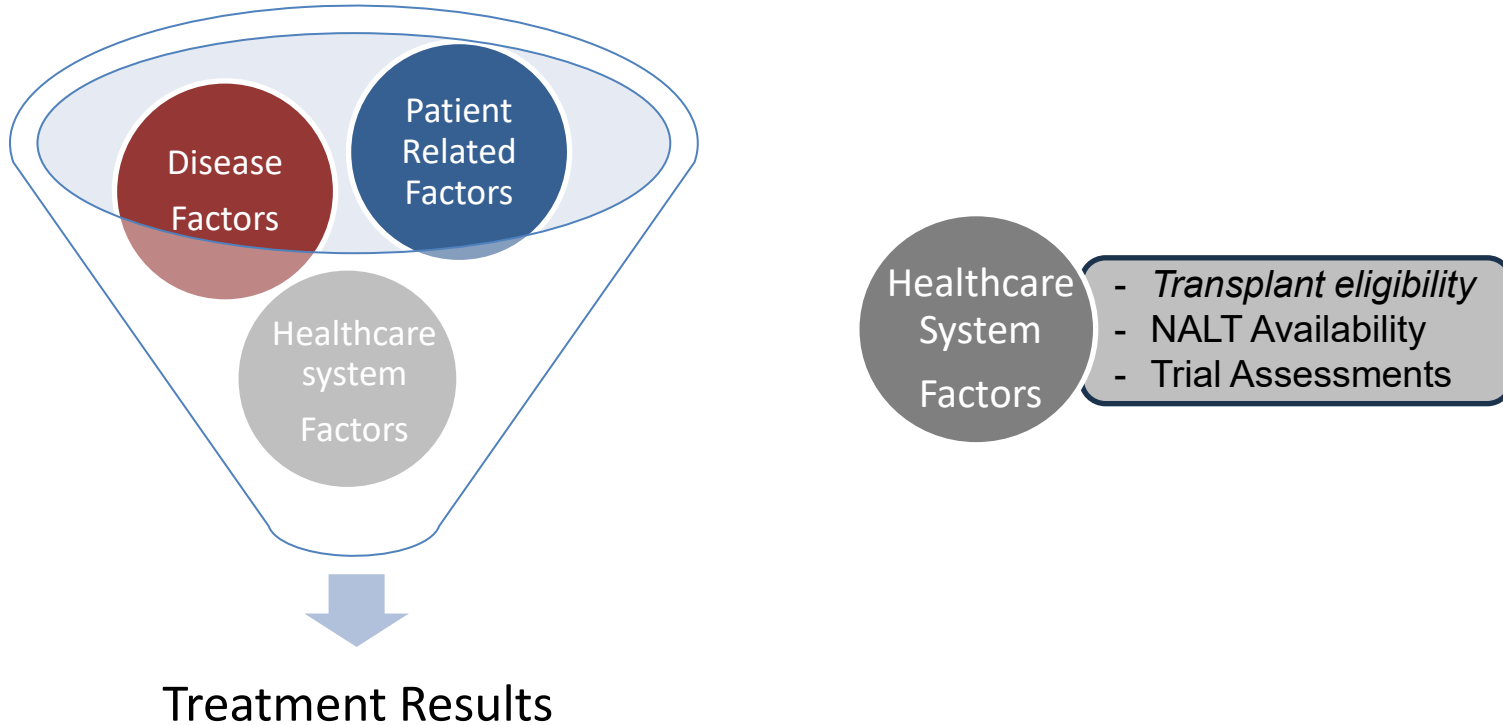 Disease
Factors
Patient
Related
Factors
Healthcare
system
Factors
Treatment Results
Healthcare
System
Factors
- Transplant eligibility
- NALT Availability
- Trial Assessments